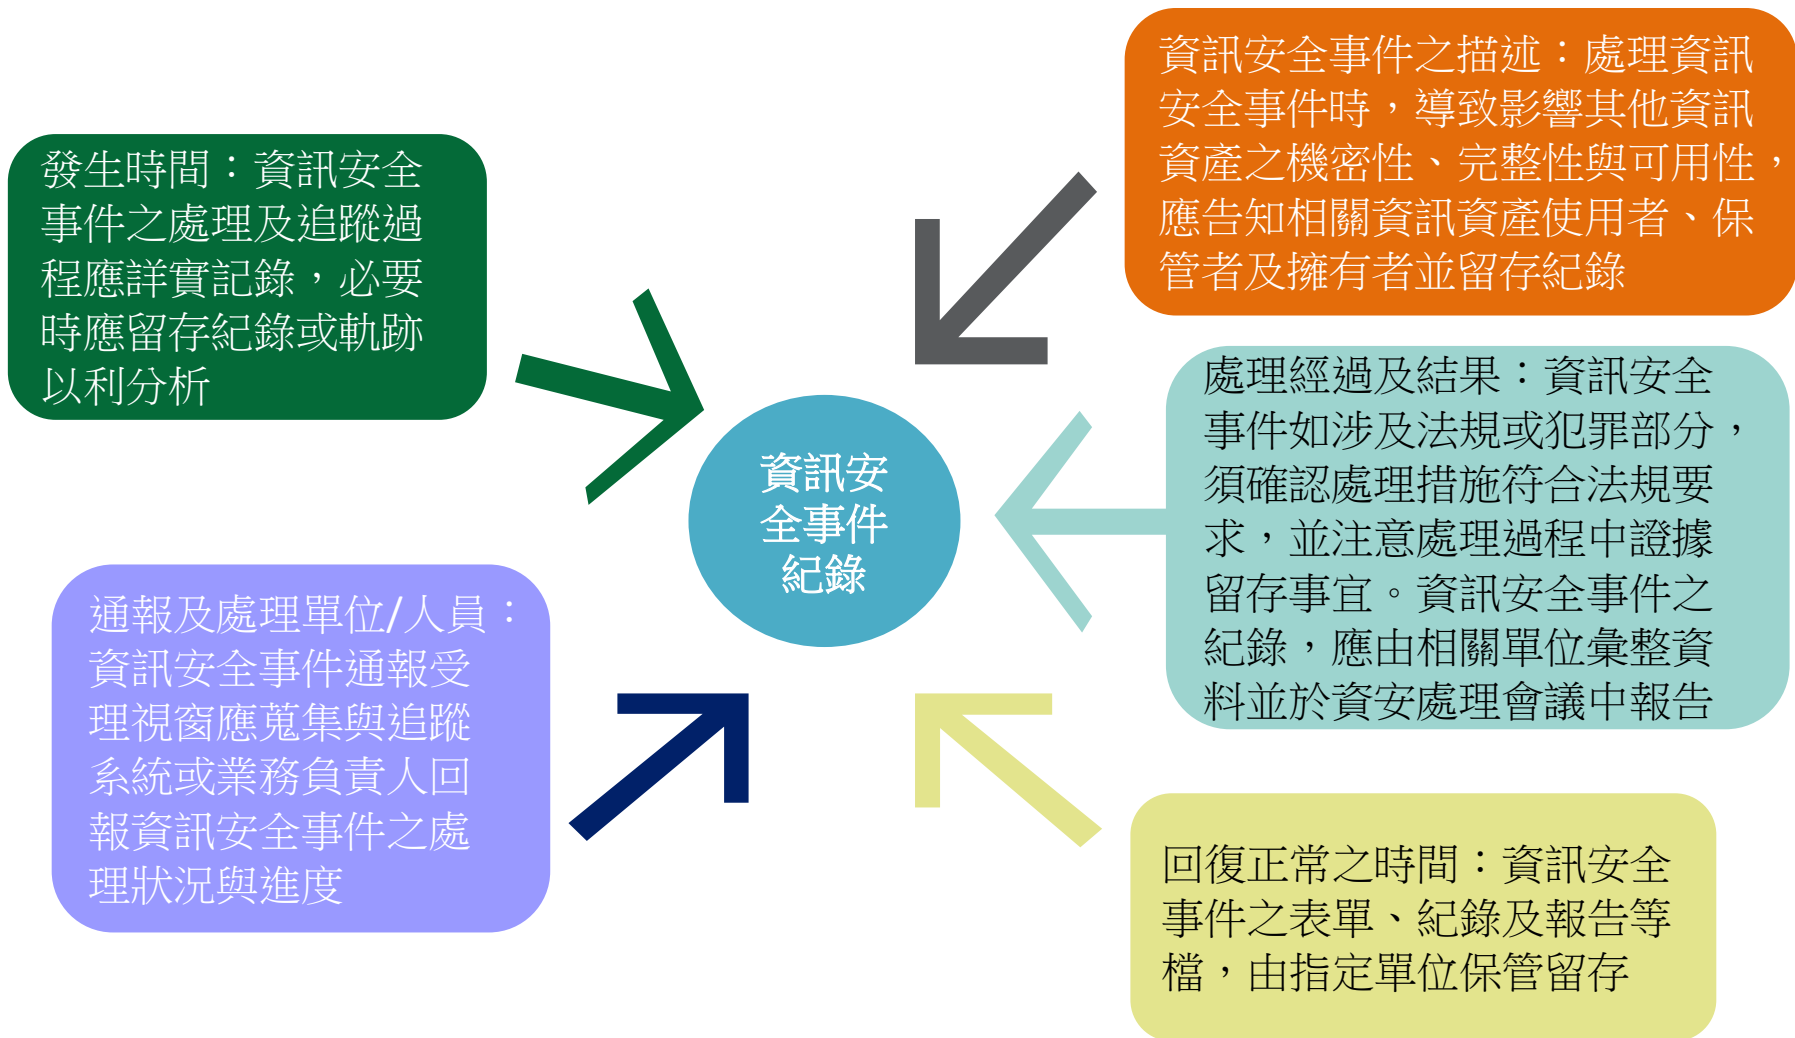 發生時間：資訊安全
事件之處理及追蹤過
程應詳實記錄，必要
時應留存紀錄或軌跡
以利分析
資訊安全事件之描述：處理資訊
安全事件時，導致影響其他資訊
資產之機密性、完整性與可用性，
應告知相關資訊資產使用者、保
管者及擁有者並留存紀錄
資訊安
全事件
紀錄
處理經過及結果：資訊安全
事件如涉及法規或犯罪部分，
須確認處理措施符合法規要
求，並注意處理過程中證據
留存事宜。資訊安全事件之
紀錄，應由相關單位彙整資
料並於資安處理會議中報告
通報及處理單位/人員：
資訊安全事件通報受
理視窗應蒐集與追蹤
系統或業務負責人回
報資訊安全事件之處
理狀況與進度
回復正常之時間：資訊安全
事件之表單、紀錄及報告等
檔，由指定單位保管留存